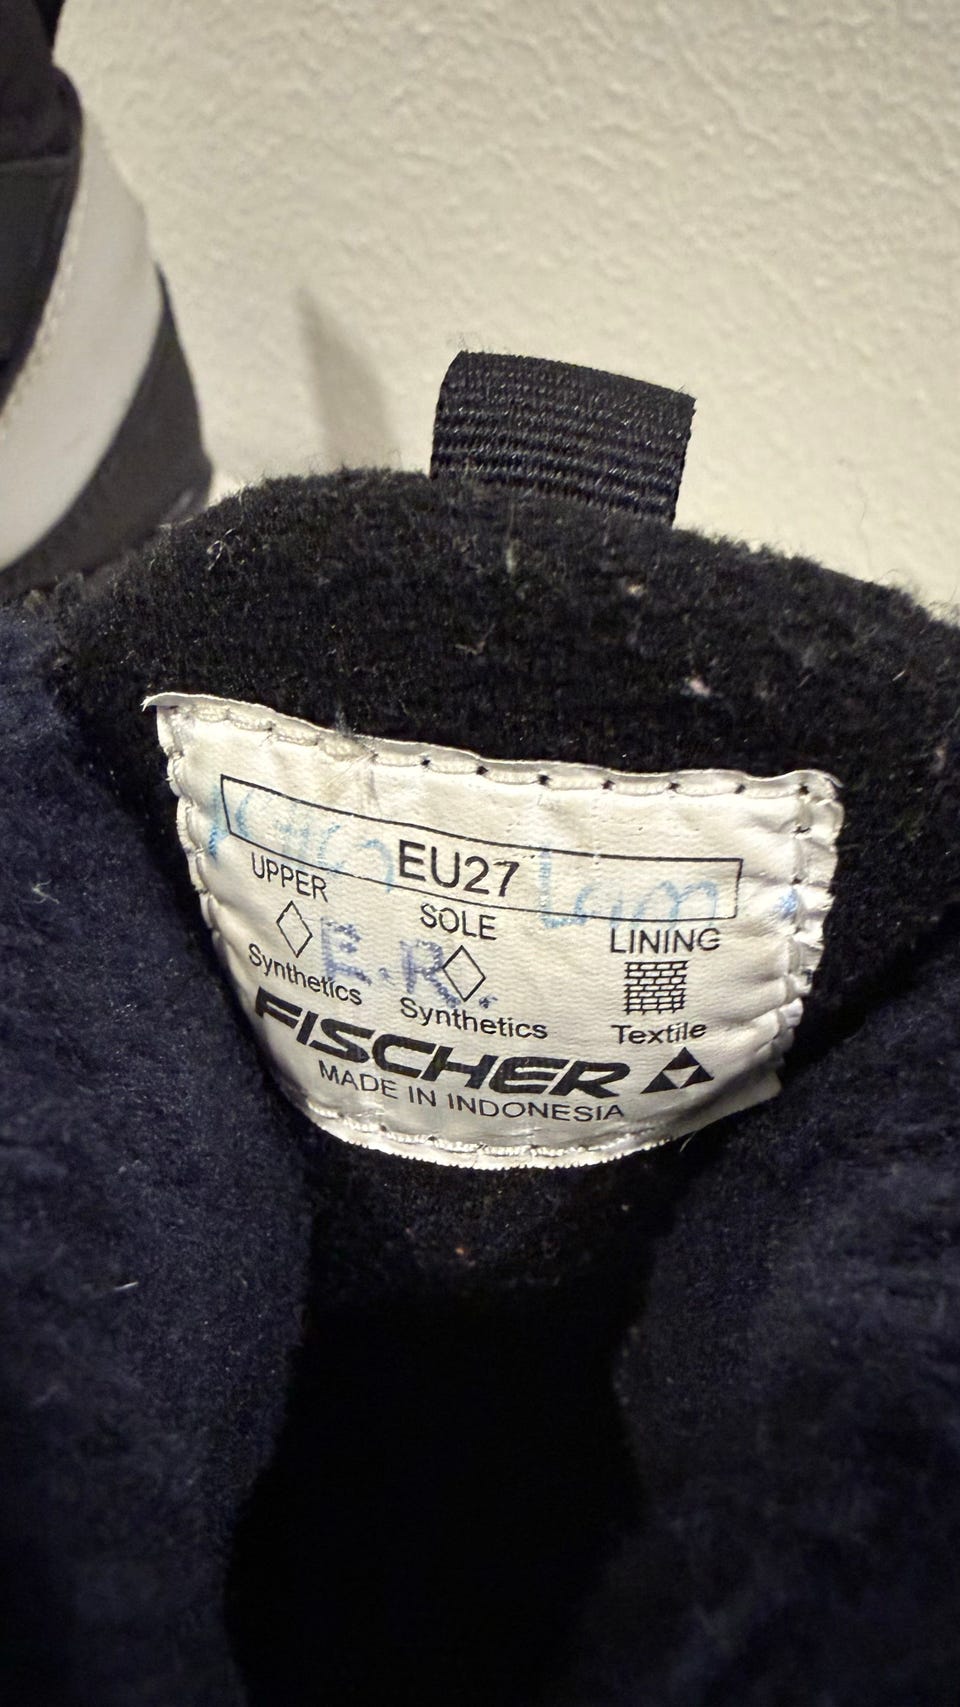 EU27
UPPER SOLE LINING
E.R.
Synthetics Synthetics Textile
FISCHER
MADE IN INDONESIA